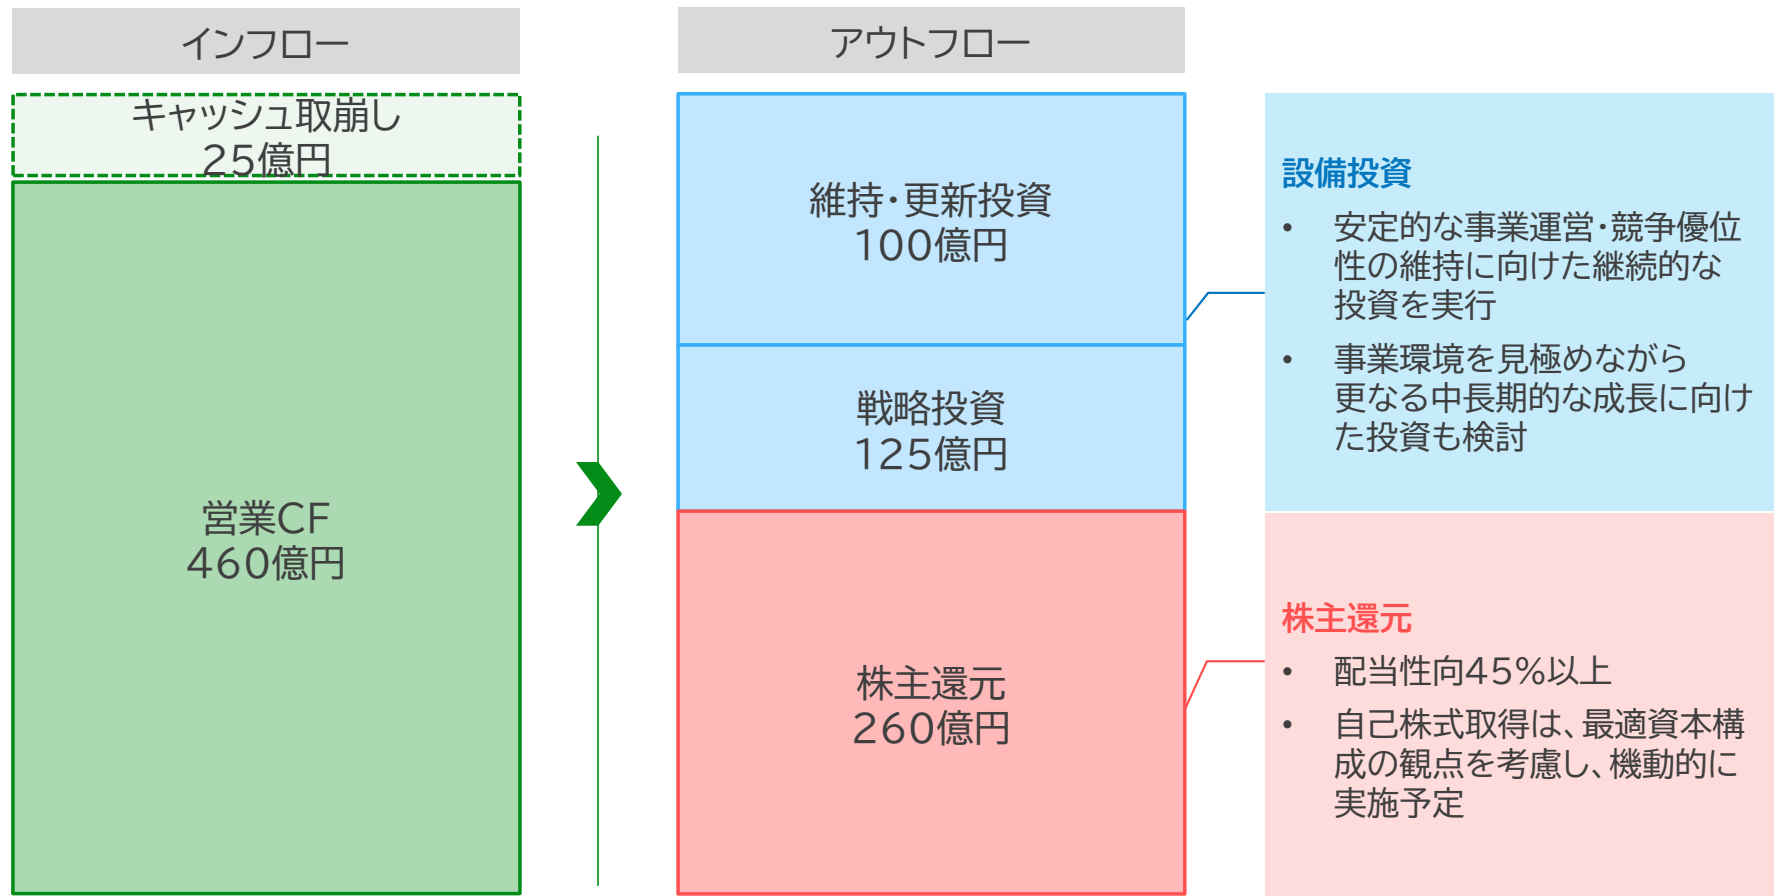 インフロー
キャッシュ取崩し
25億円
営業CF
460億円
アウトフロー
維持・更新投資
100億円
戦略投資
125億円
株主還元
260億円
設備投資
• 安定的な事業運営・競争優位
性の維持に向けた継続的な
投資を実行
• 事業環境を見極めながら
更なる中長期的な成長に向け
た投資も検討
株主還元
• 配当性向45%以上
• 自己株式取得は、最適資本構
成の観点を考慮し、機動的に
実施予定